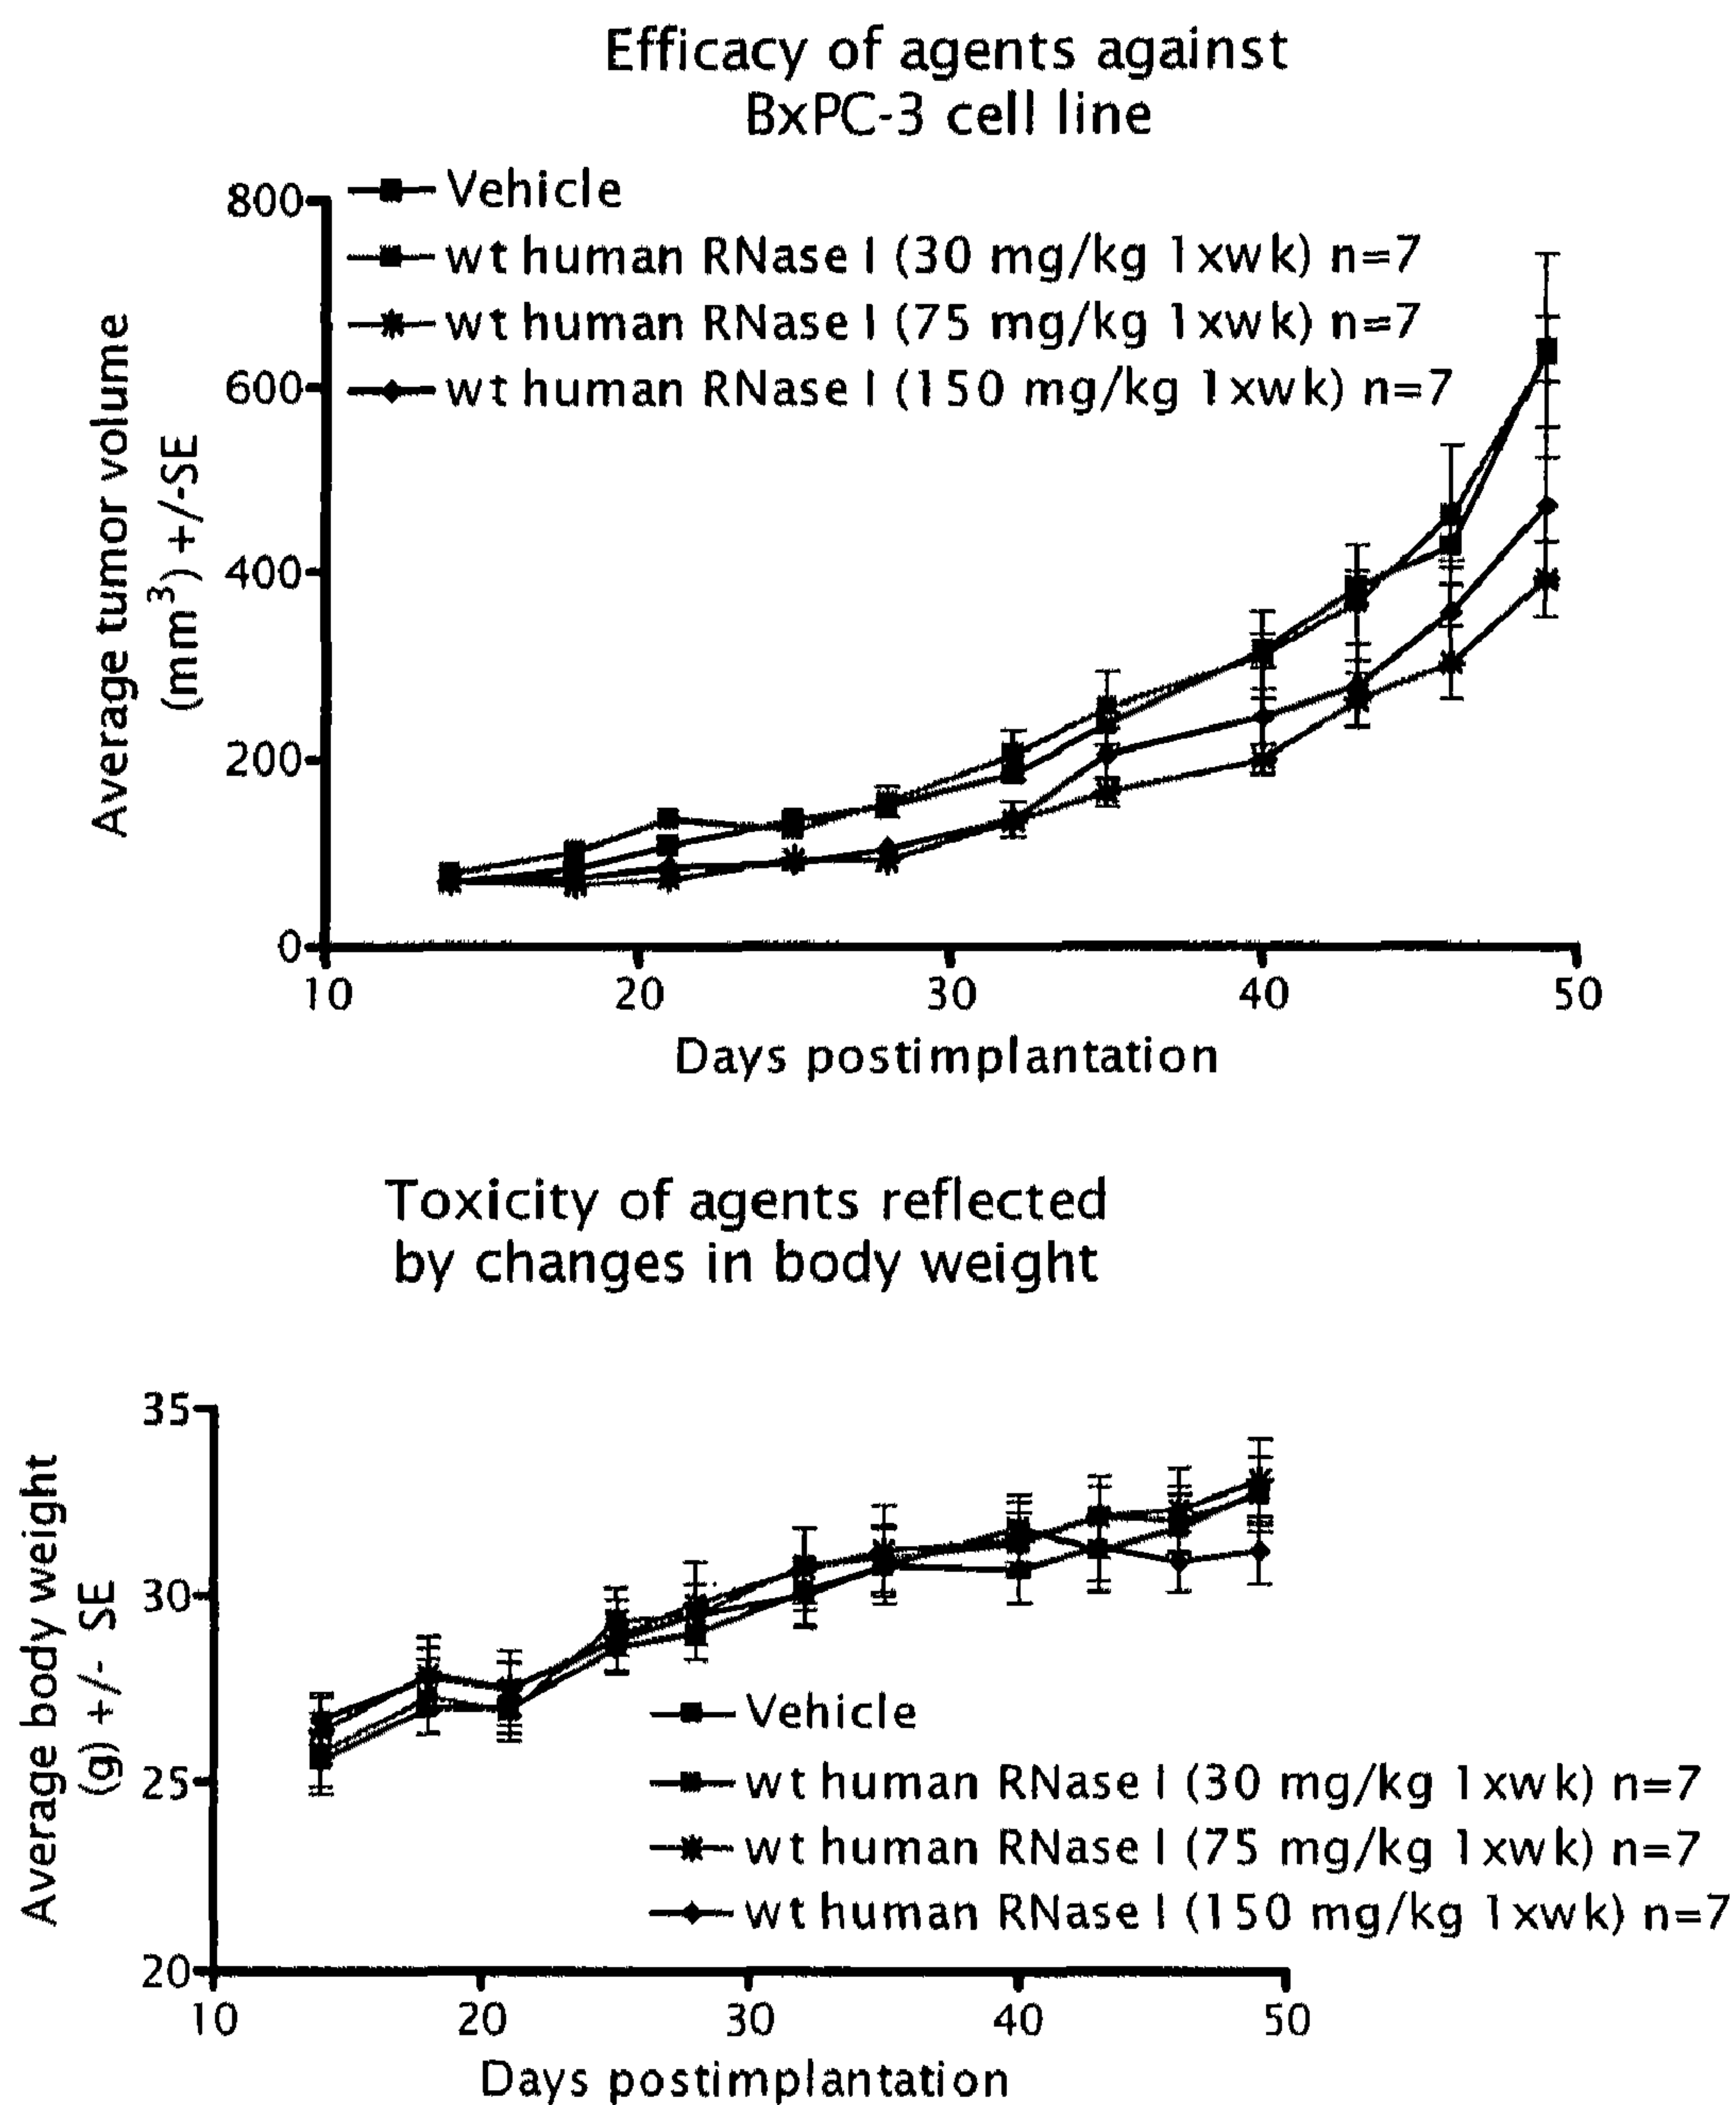 Efficacy of agents against
BxPC-3 cell line
800
Vehicle
wt human RNase I (30 mg/kg 1xwk) n=7
wt human RNase I (75 mg/kg 1xwk) n=7
600
wt human RNase I (150 mg/kg 1xwk) n=7
Average tumor volume
(mm³) +/-SE
400
200
0
10 20 30 40 50
Days postimplantation
Toxicity of agents reflected
by changes in body weight
35
Average body weight
(g) +/- SE
30
Vehicle
25
wt human RNase I (30 mg/kg 1xwk) n=7
wt human RNase I (75 mg/kg 1xwk) n=7
wt human RNase I (150 mg/kg 1xwk) n=7
20
10 20 30 40 50
Days postimplantation